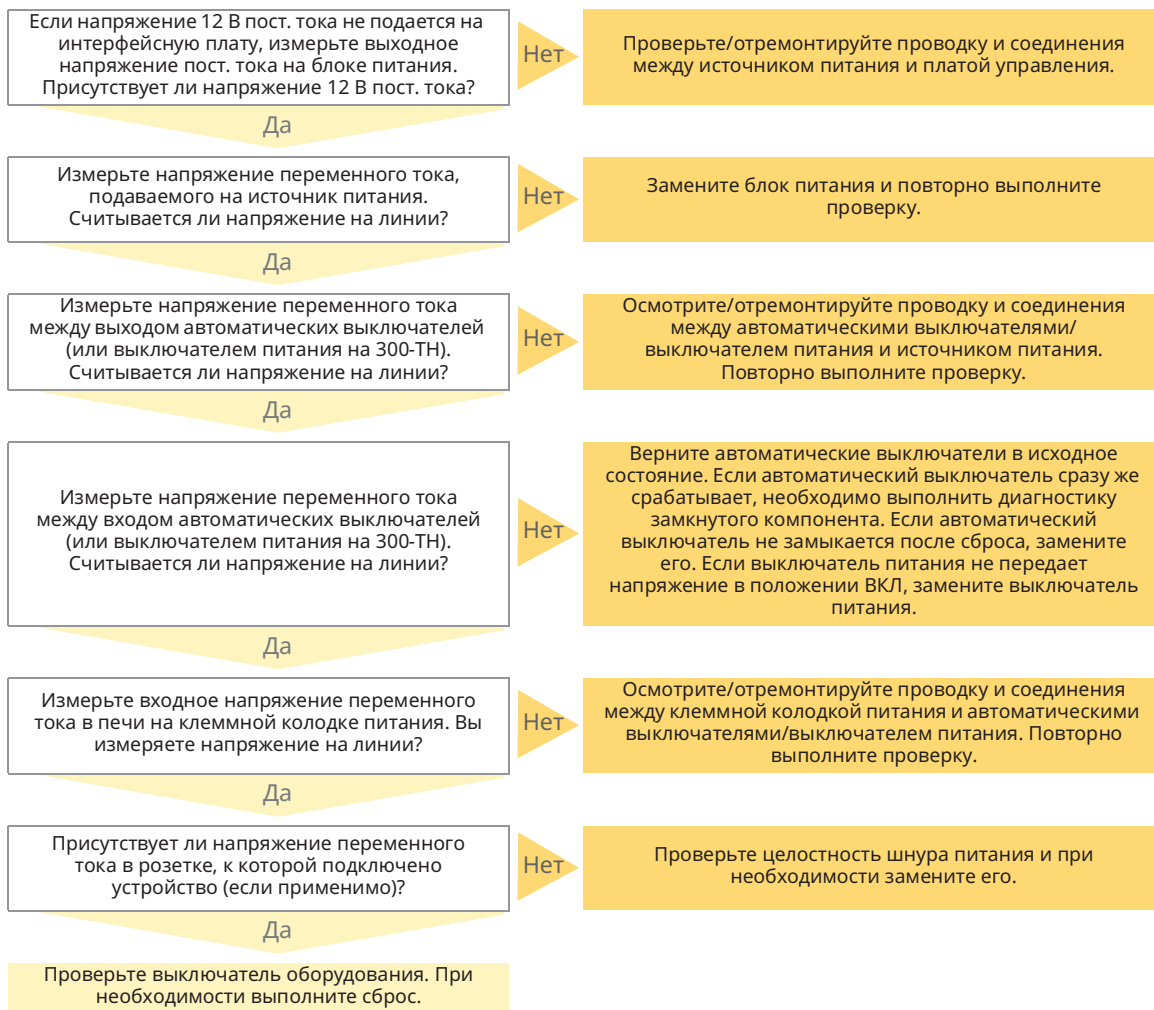 Если напряжение 12 В пост. тока не подается на
интерфейсную плату, измерьте выходное
напряжение пост. тока на блоке питания.
Присутствует ли напряжение 12 В пост. тока?
Нет
Проверьте/отремонтируйте проводку и соединения
между источником питания и платой управления.
Да
Измерьте напряжение переменного тока,
подаваемого на источник питания.
Считывается ли напряжение на линии?
Нет
Замените блок питания и повторно выполните
проверку.
Да
Измерьте напряжение переменного тока
между выходом автоматических выключателей
(или выключателем питания на 300-TH).
Считывается ли напряжение на линии?
Нет
Осмотрите/отремонтируйте проводку и соединения
между автоматическими выключателями/
выключателем питания и источником питания.
Повторно выполните проверку.
Да
Измерьте напряжение переменного тока
между входом автоматических выключателей
(или выключателем питания на 300-TH).
Считывается ли напряжение на линии?
Нет
Верните автоматические выключатели в исходное
состояние. Если автоматический выключатель сразу же
срабатывает, необходимо выполнить диагностику
замкнутого компонента. Если автоматический
выключатель не замыкается после сброса, замените
его. Если выключатель питания не передает
напряжение в положении ВКЛ, замените выключатель
питания.
Да
Измерьте входное напряжение переменного
тока в печи на клеммной колодке питания. Вы
измеряете напряжение на линии?
Нет
Осмотрите/отремонтируйте проводку и соединения
между клеммной колодкой питания и автоматическими
выключателями/выключателем питания. Повторно
выполните проверку.
Да
Присутствует ли напряжение переменного
тока в розетке, к которой подключено
устройство (если применимо)?
Нет
Проверьте целостность шнура питания и при
необходимости замените его.
Да
Проверьте выключатель оборудования. При
необходимости выполните сброс.